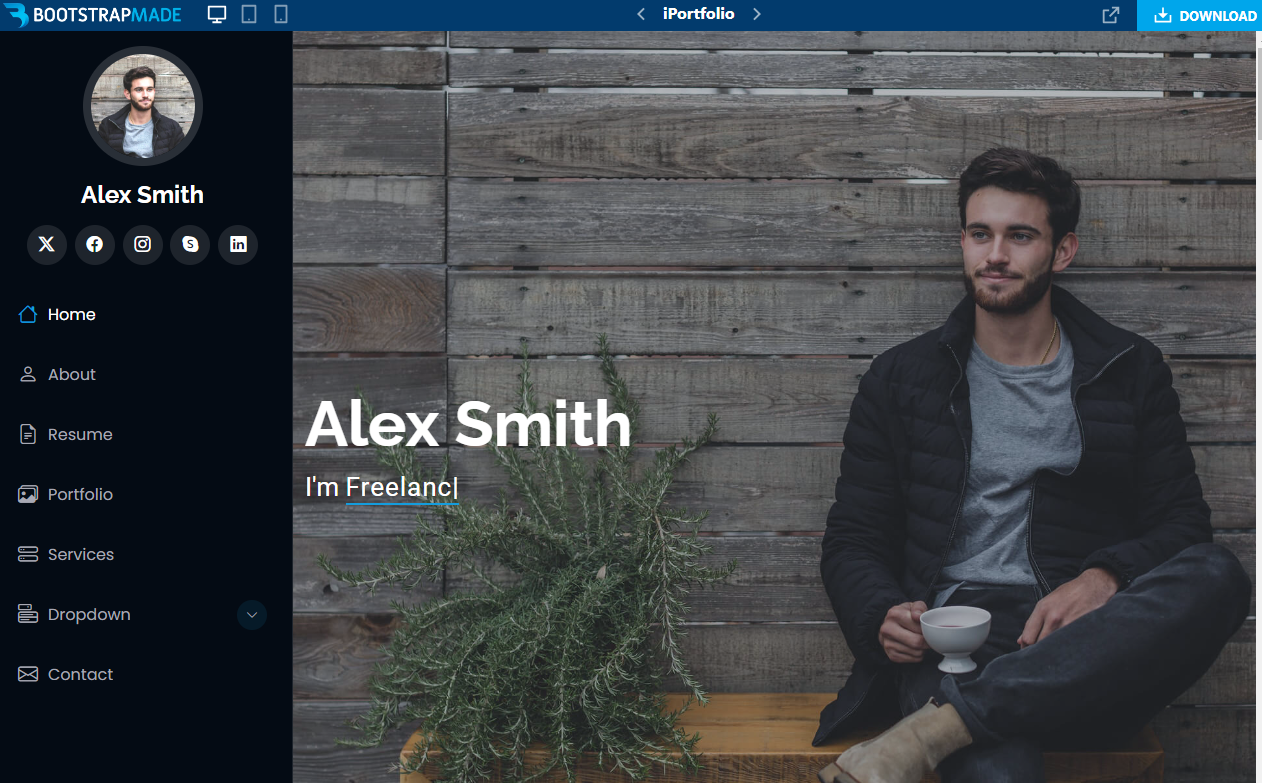 BOOTSTRAPMADE
iPortfolio
DOWNLOAD
Alex Smith
Home
About
Resume
Portfolio
Services
Dropdown
Contact
Alex Smith
I'm Freelanc|